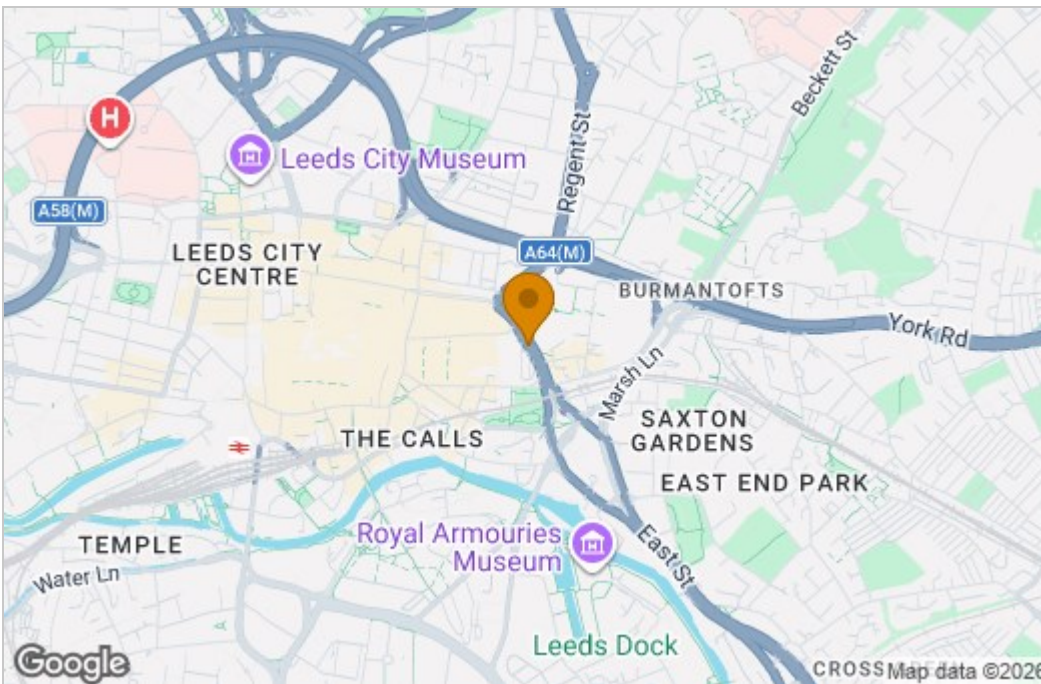 Beckett St
H
Leeds City Museum
Regent St
A58(M)
LEEDS CITY
CENTRE
A64(M)
BURMANTOFTS
York Rd
Marsh Ln
SAXTON
GARDENS
THE CALLS
EAST END PARK
Royal Armouries
Museum
East St
TEMPLE
Water Ln
Leeds Dock
Google
CROSS
Map data ©2026